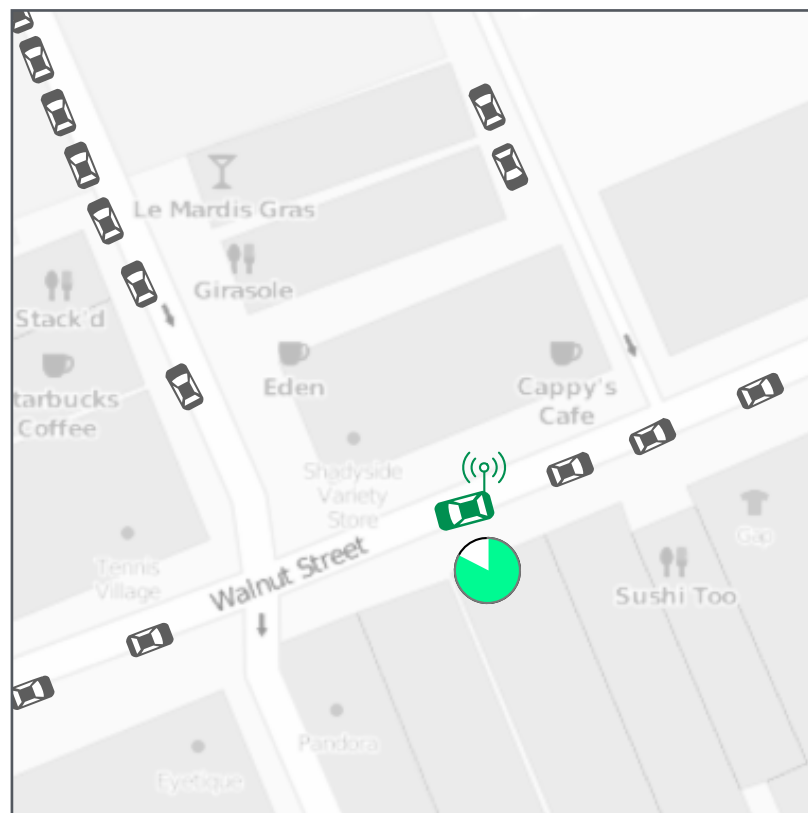 Le Mardis Gras
Girasole
Stack'd
tarbucks
Coffee
Eden
Cappy's
Cafe
Shadyside
Variety
Store
Tennis
Village
Walnut Street
Gap
Sushi Too
Pandora
Eyetique